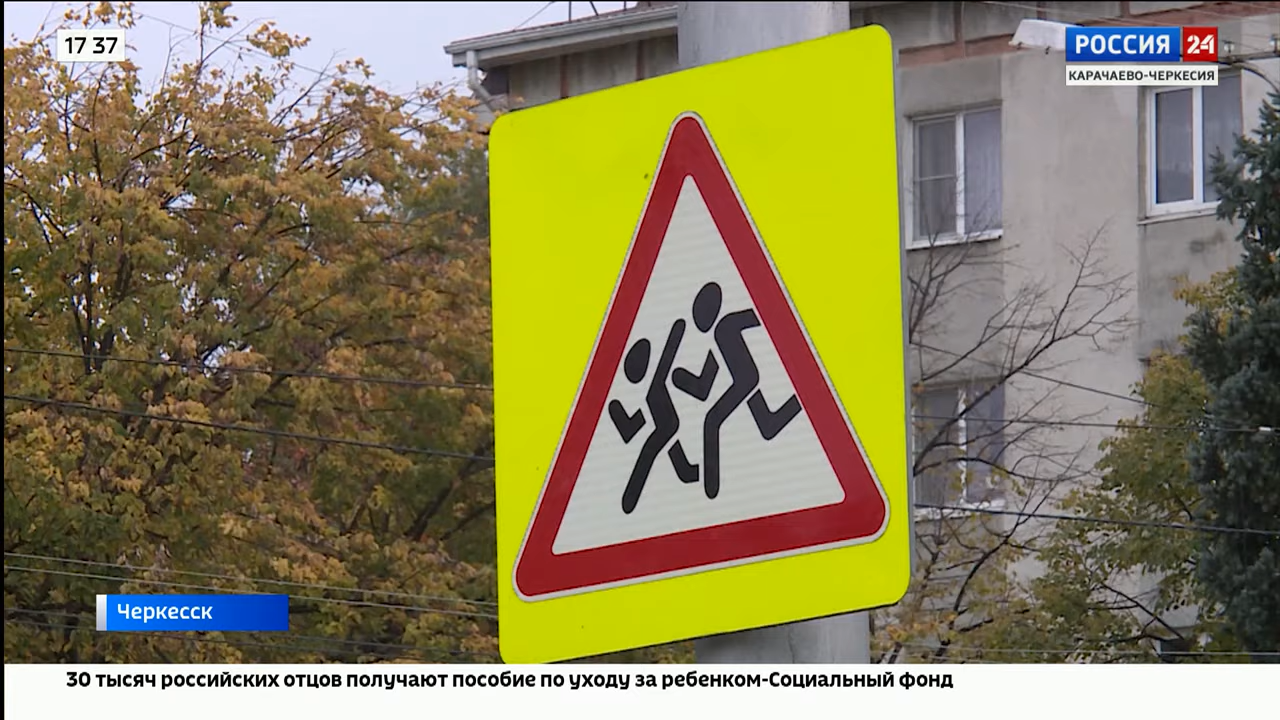 17 37
РОССИЯ 24
КАРАЧАЕВО-ЧЕРКЕСИЯ
Черкесск
30 тысяч российских отцов получают пособие по уходу за ребенком-Социальный фонд